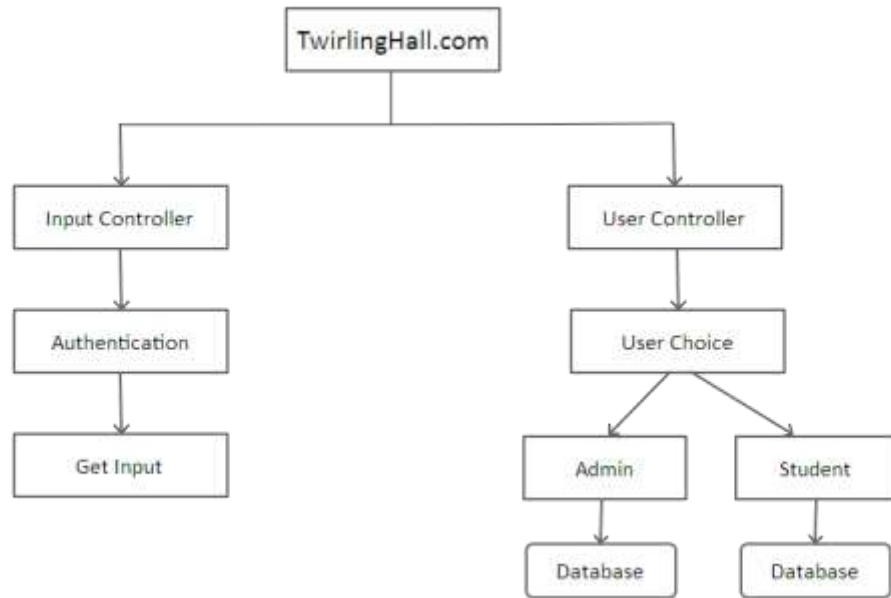 TwirlingHall.com
Input Controller
User Controller
Authentication
User Choice
Get Input
Admin
Student
Database
Database